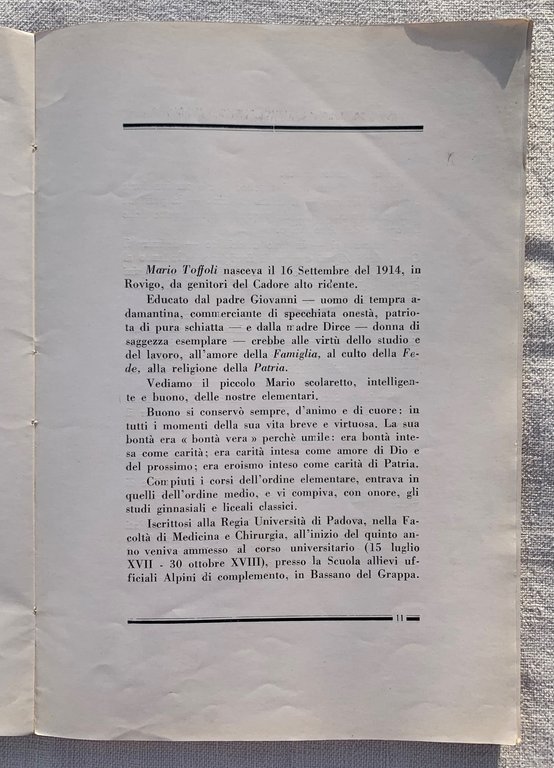 Mario Toffoli nasceva il 16 Settembre del 1914, in
Rovigo, da genitori del Cadore alto ridente.
Educato dal padre Giovanni — uomo di tempra a-
damantina, commerciante di specchiata onestà, patrio-
ta di pura schiatta — e dalla madre Dirce — donna di
saggezza esemplare — crebbe alle virtù dello studio e
del lavoro, all'amore della Famiglia, al culto della Fe-
de, alla religione della Patria.
Vediamo il piccolo Mario scolaretto, intelligen-
te e buono, delle nostre elementari.
Buono si conservò sempre, d'animo e di cuore: in
tutti i momenti della sua vita breve e virtuosa. La sua
bontà era « bontà vera » perchè umile: era bontà inte-
sa come carità; era carità intesa come amore di Dio e
del prossimo; era eroismo inteso come carità di Patria.
Compiuti i corsi dell'ordine elementare, entrava in
quelli dell'ordine medio, e vi compiva, con onore, gli
studi ginnasiali e liceali classici.
Iscrittosi alla Regia Università di Padova, nella Fa-
coltà di Medicina e Chirurgia, all'inizio del quinto an-
no veniva ammesso al corso universitario (15 luglio
XVII - 30 ottobre XVIII), presso la Scuola allievi uf-
ficiali Alpini di complemento, in Bassano del Grappa.
11